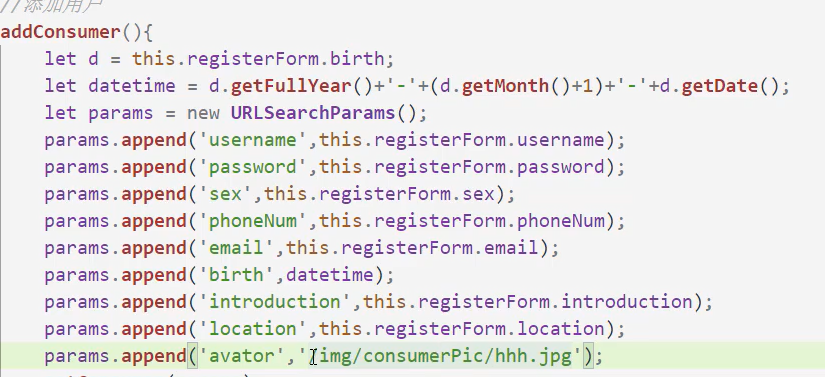 //添加用户
addConsumer(){
let d = this.registerForm.birth;
let datetime = d.getFullYear()+'-'+(d.getMonth()+1)+'-'+d.getDate();
let params = new URLSearchParams();
params.append('username',this.registerForm.username);
params.append('password',this.registerForm.password);
params.append('sex',this.registerForm.sex);
params.append('phoneNum',this.registerForm.phoneNum);
params.append('email',this.registerForm.email);
params.append('birth',datetime);
params.append('introduction',this.registerForm.introduction);
params.append('location',this.registerForm.location);
params.append('avator','/img/consumerPic/hhh.jpg');